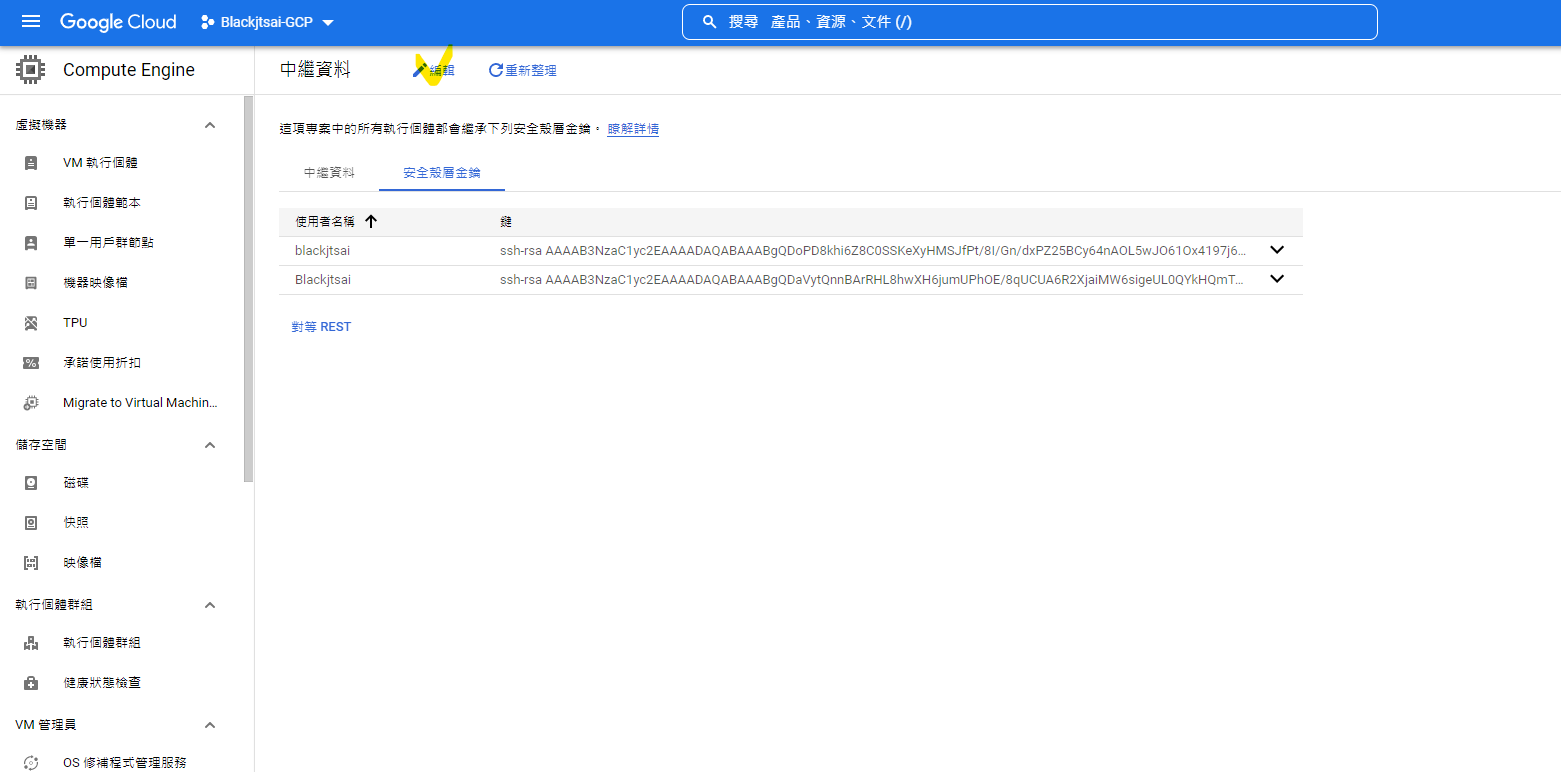 Google Cloud
Blackjtsai-GCP
搜尋 產品、資源、文件 (/)
Compute Engine
中繼資料
編輯
重新整理
虛擬機器
VM 執行個體
執行個體範本
單一用戶群節點
機器映像檔
TPU
承諾使用折扣
Migrate to Virtual Machin...
儲存空間
磁碟
快照
映像檔
執行個體群組
執行個體群組
健康狀態檢查
VM 管理員
OS 修補程式管理服務
這項專案中的所有執行個體都會繼承下列安全殼層金鑰。 瞭解詳情
中繼資料
安全殼層金鑰
使用者名稱
鍵
blackjtsai ssh-rsa AAAAB3NzaC1yc2EAAAADAQABAAABgQDoPD8khi6Z8C0SSKeXyHMSJfPt/8I/Gn/dxPZ25BCy64nAOL5wJO61Ox4197j6...
Blackjtsai ssh-rsa AAAAB3NzaC1yc2EAAAADAQABAAABgQDaVytQnnBArRHL8hwXH6jumUPhOE/8qUCUA6R2XjaiMW6sigeUL0QYkHQmT...
對等 REST